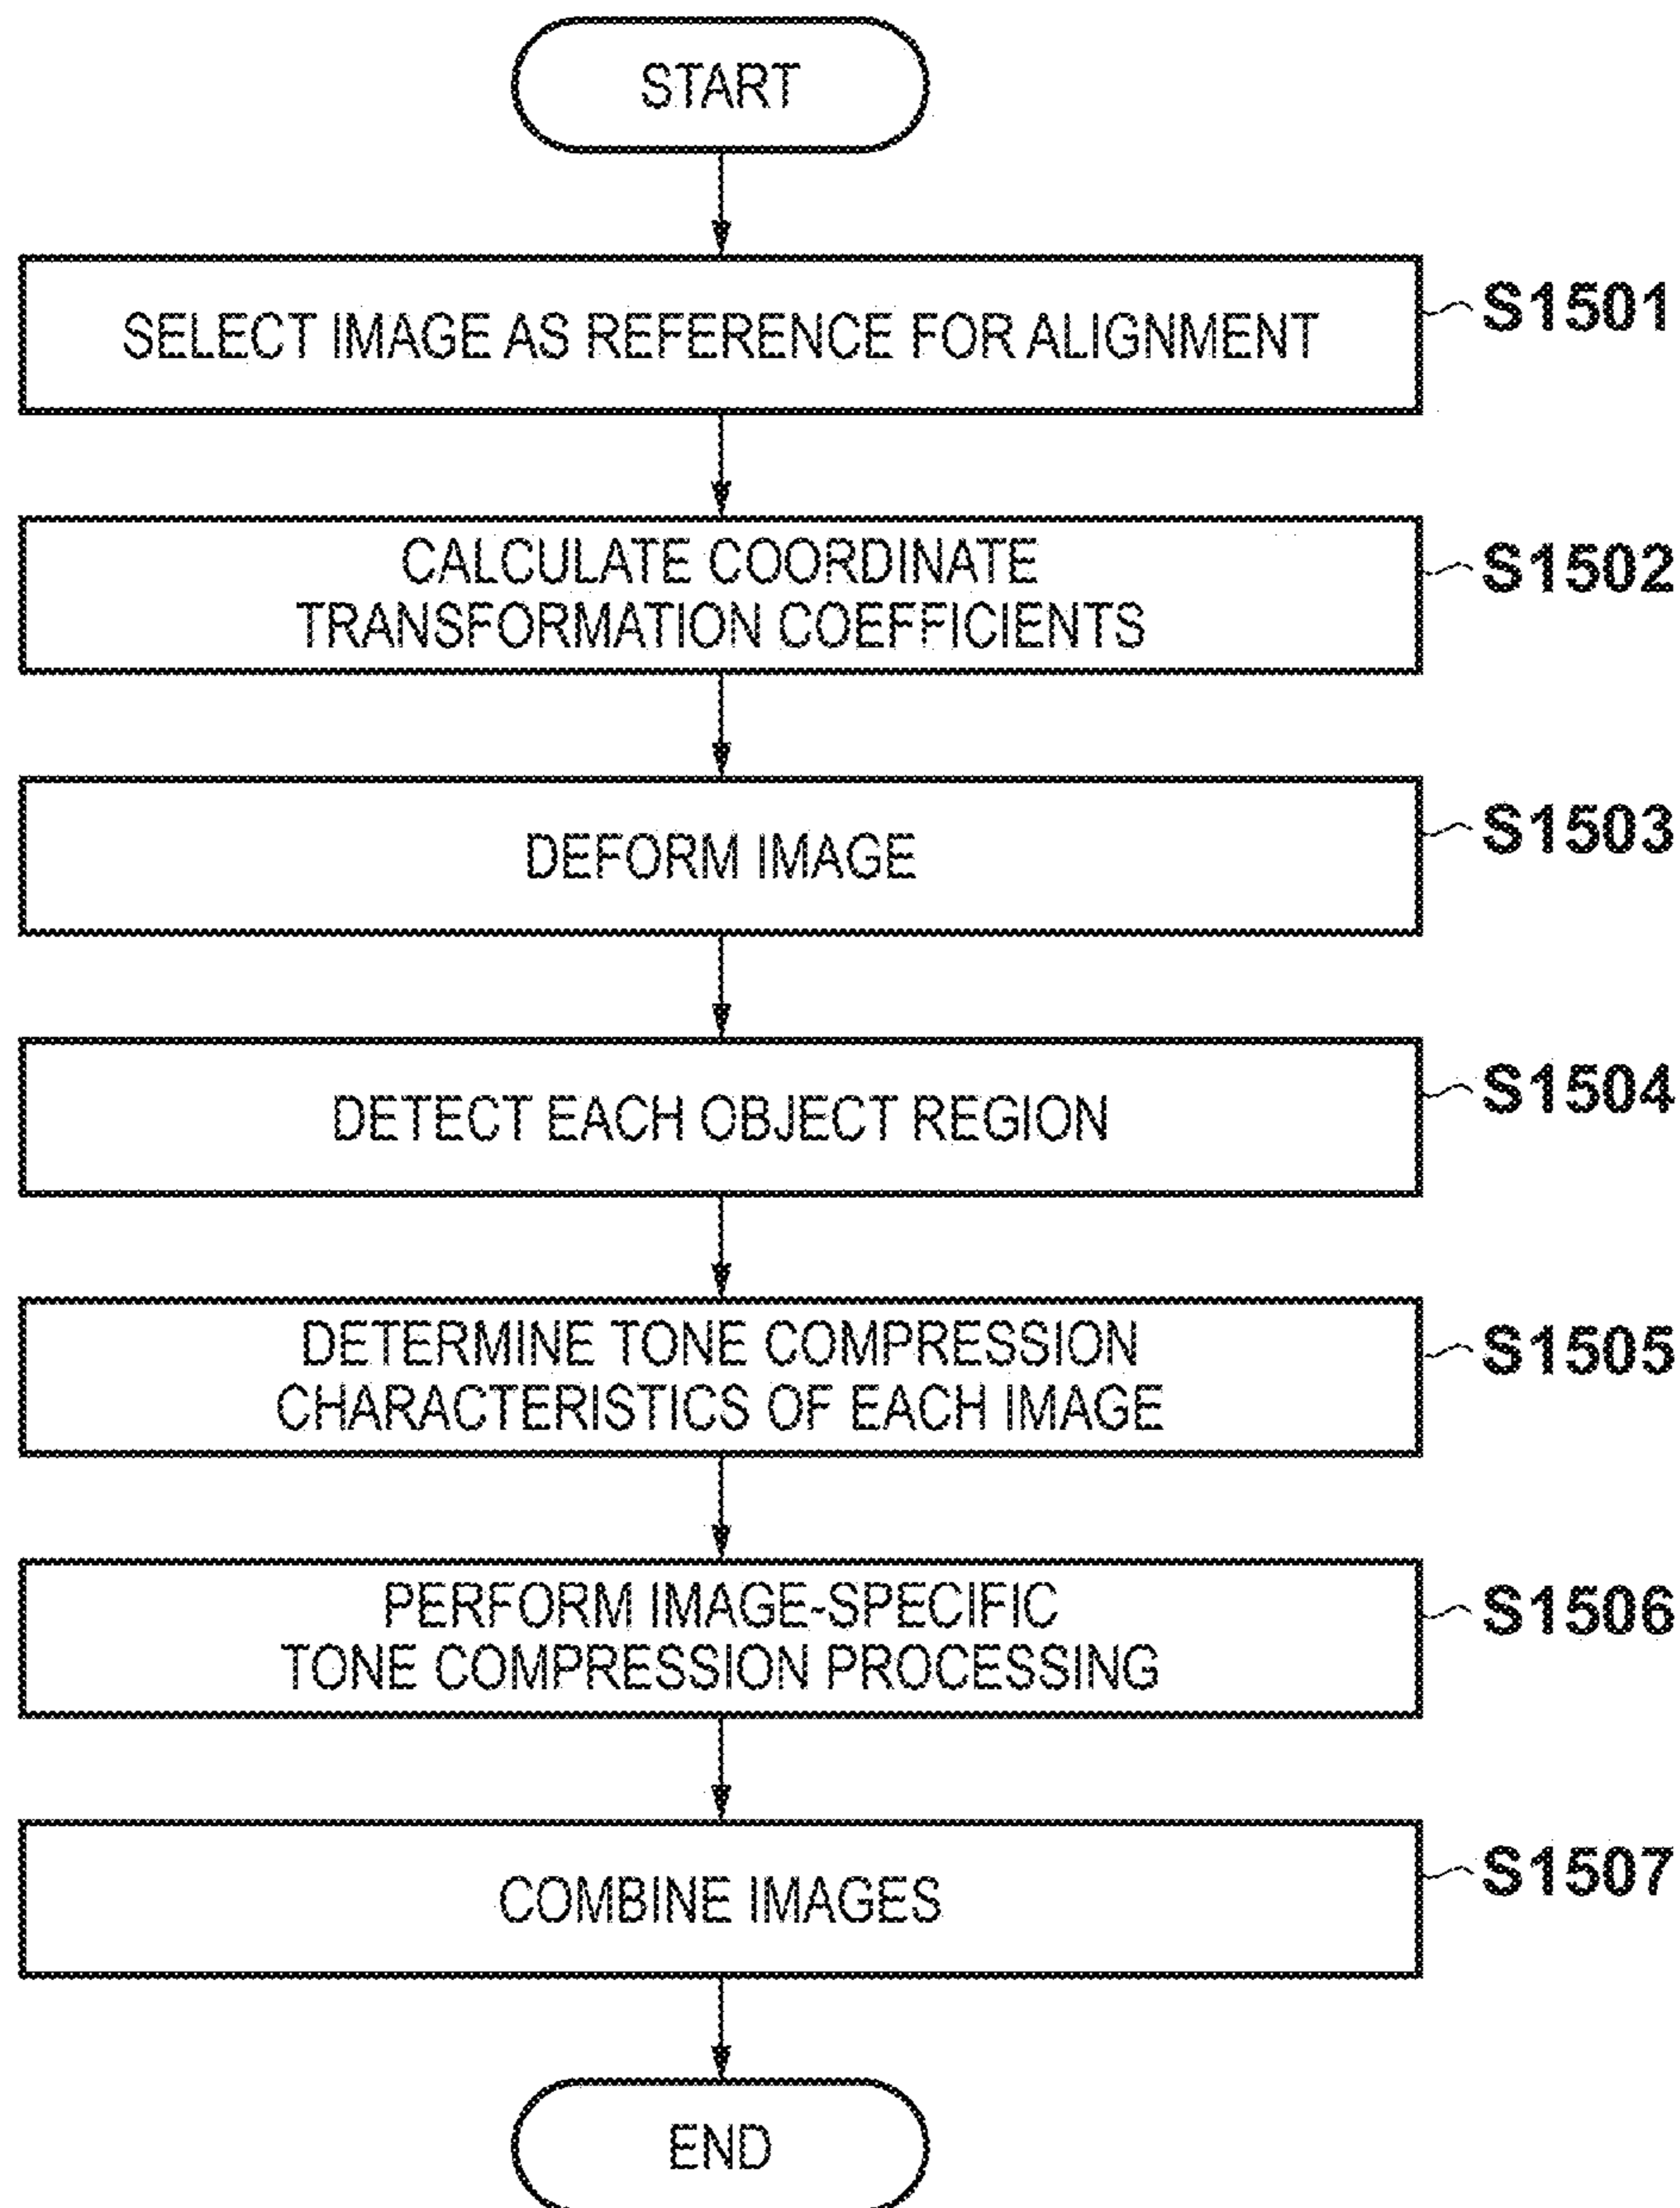 START
SELECT IMAGE AS REFERENCE FOR ALIGNMENT
S1501
CALCULATE COORDINATE
TRANSFORMATION COEFFICIENTS
S1502
DEFORM IMAGE
S1503
DETECT EACH OBJECT REGION
S1504
DETERMINE TONE COMPRESSION
CHARACTERISTICS OF EACH IMAGE
S1505
PERFORM IMAGE-SPECIFIC
TONE COMPRESSION PROCESSING
S1506
COMBINE IMAGES
S1507
END